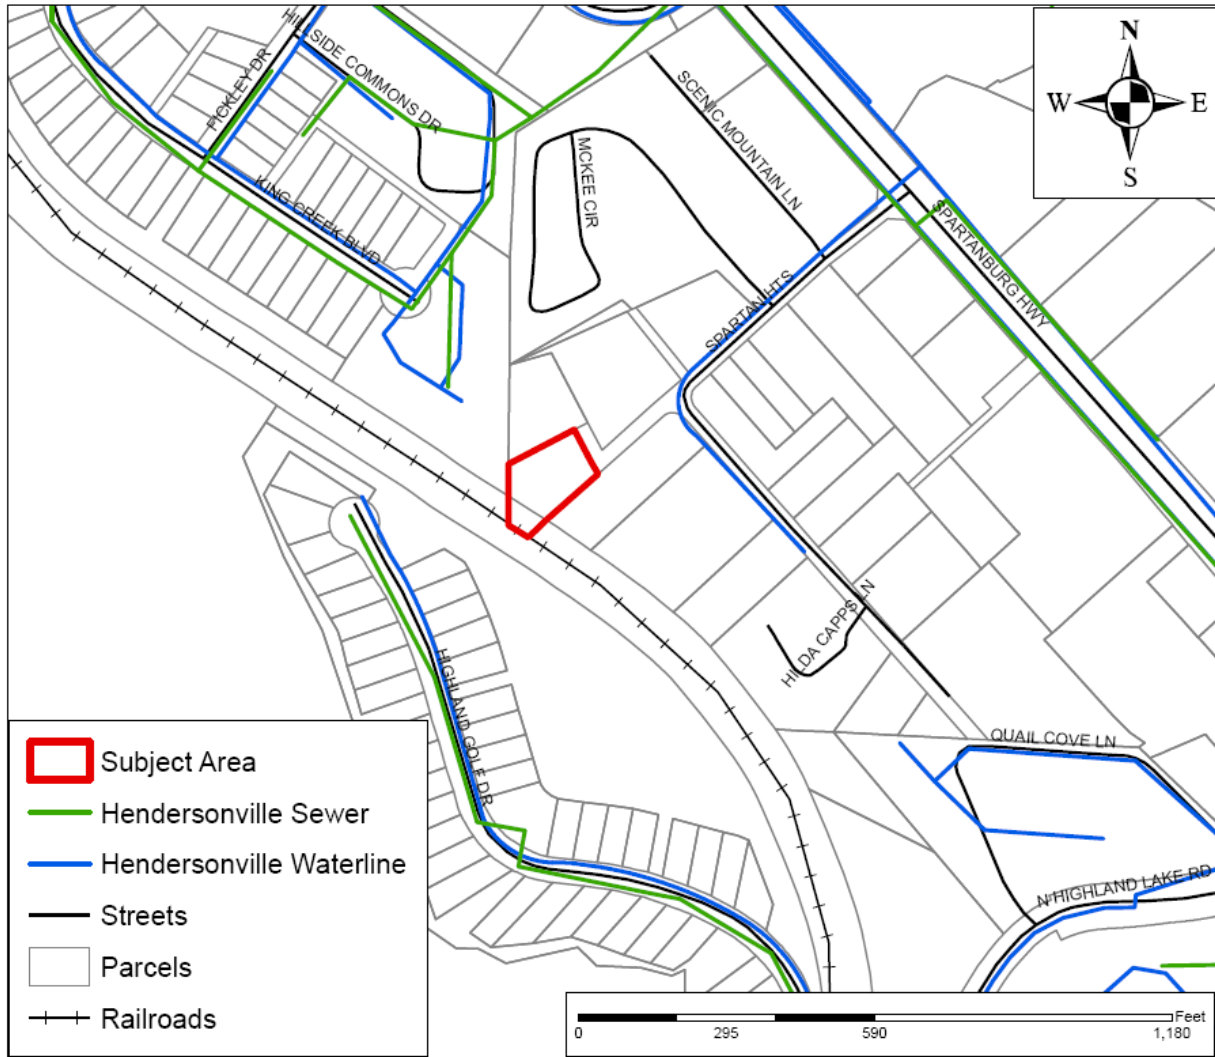 HILLSIDE COMMONS DR
FICKLEY DR
KING CREEK BLVD
MCKEE CIR
SCENIC MOUNTAIN LN
SPARTAN HTS
SPARTANBURG HWY
N
W
E
S
HILDA CAPPS LN
HIGHLAND GOLF DR
QUAIL COVE LN
N HIGHLAND LAKE RD
Subject Area
Hendersonville Sewer
Hendersonville Waterline
Streets
Parcels
Railroads
Feet
0 295 590 1,180